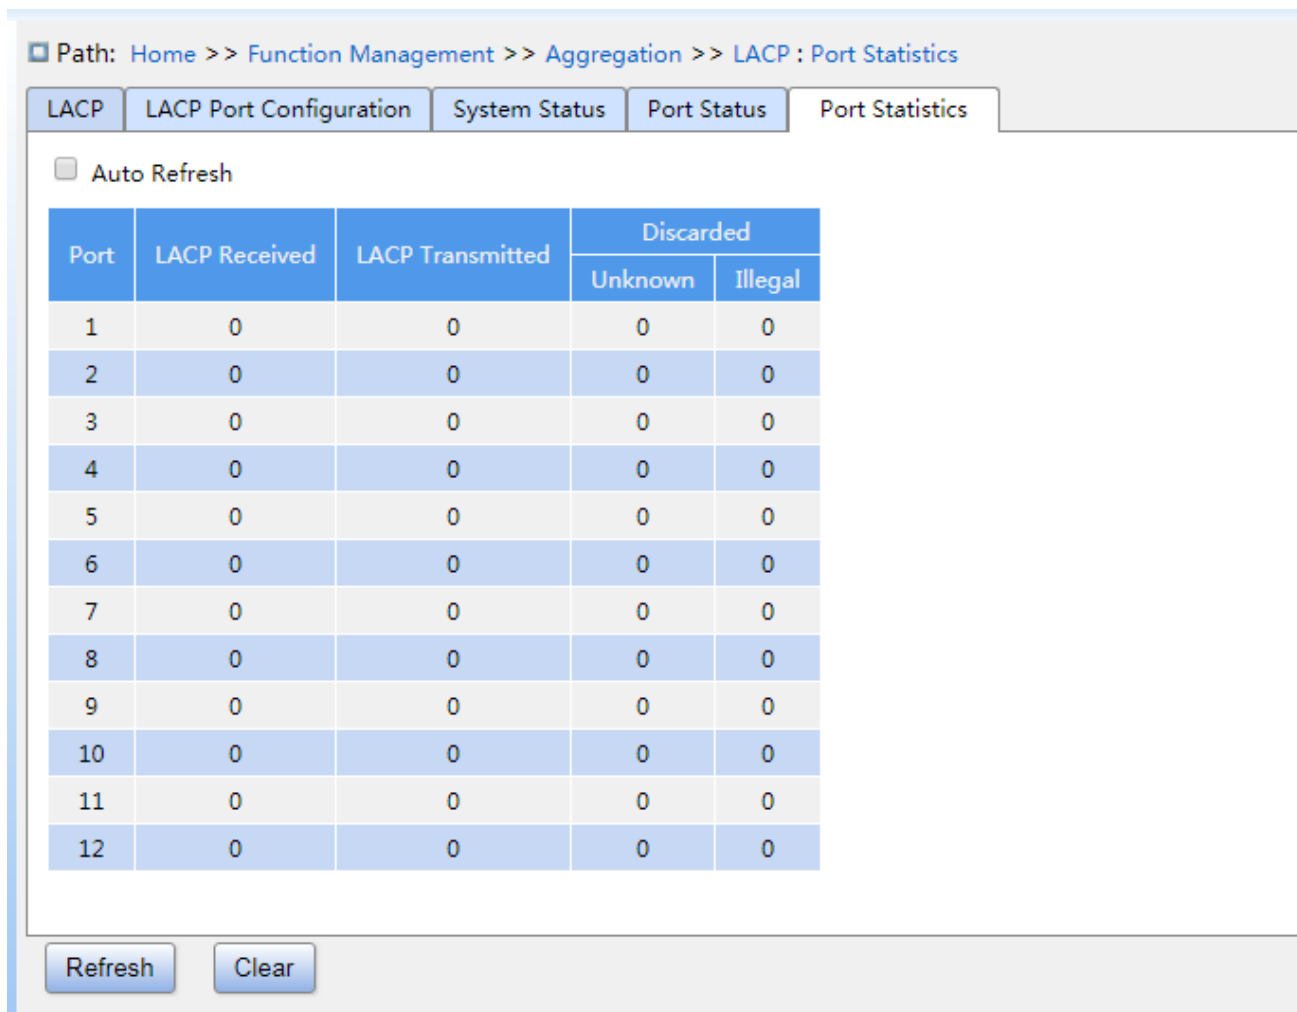 Path: Home >> Function Management >> Aggregation >> LACP : Port Statistics
LACP LACP Port Configuration System Status Port Status Port Statistics
Auto Refresh
Port LACP Received LACP Transmitted Discarded
Unknown Illegal
1 0 0 0 0
2 0 0 0 0
3 0 0 0 0
4 0 0 0 0
5 0 0 0 0
6 0 0 0 0
7 0 0 0 0
8 0 0 0 0
9 0 0 0 0
10 0 0 0 0
11 0 0 0 0
12 0 0 0 0
Refresh Clear